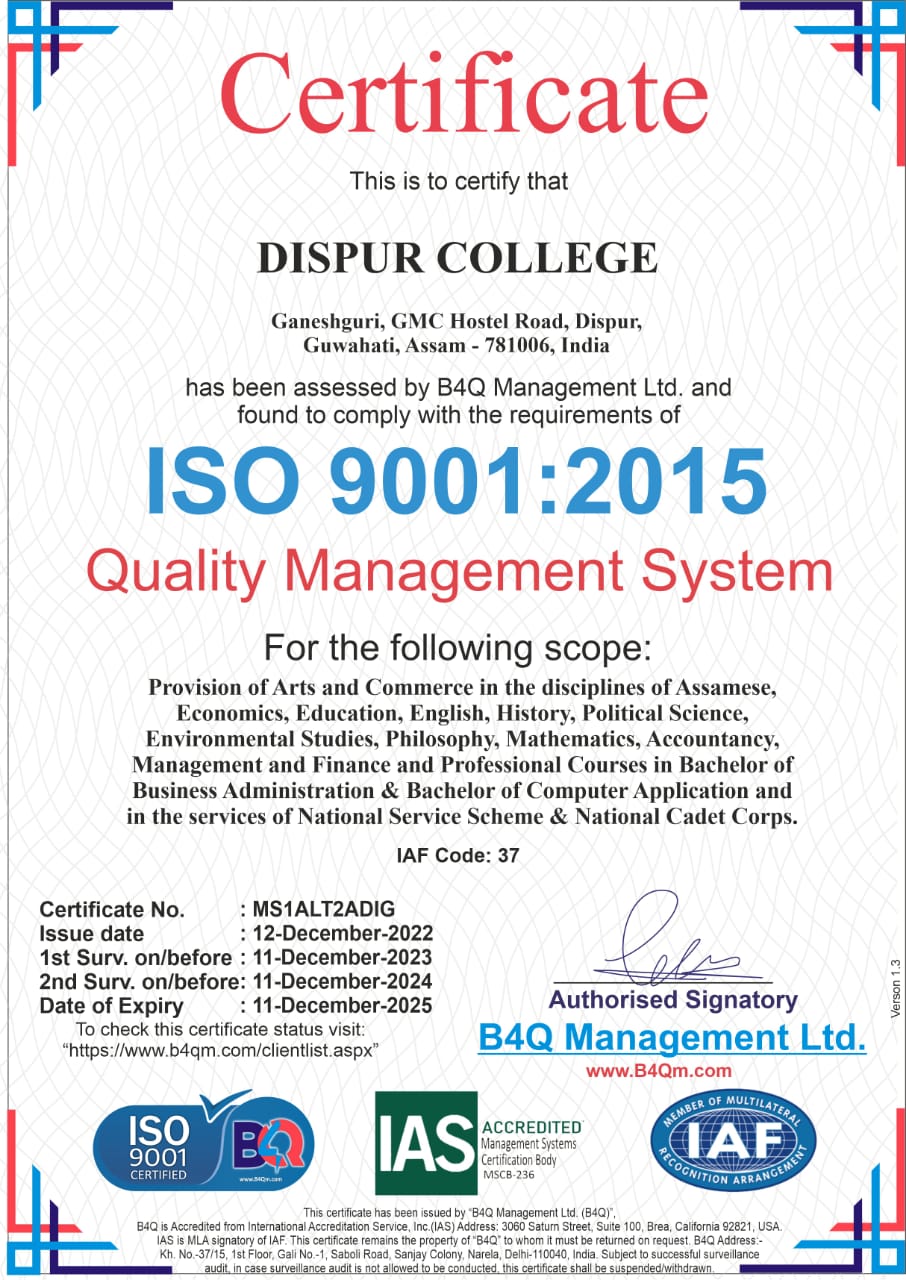 Certificate
This is to certify that
DISPUR COLLEGE
Ganeshguri, GMC Hostel Road, Dispur,
Guwahati, Assam - 781006, India
has been assessed by B4Q Management Ltd. and
found to comply with the requirements of
ISO 9001:2015
Quality Management System
For the following scope:
Provision of Arts and Commerce in the disciplines of Assamese,
Economics, Education, English, History, Political Science,
Environmental Studies, Philosophy, Mathematics, Accountancy,
Management and Finance and Professional Courses in Bachelor of
Business Administration & Bachelor of Computer Application and
in the services of National Service Scheme & National Cadet Corps.
IAF Code: 37
Certificate No. : MS1ALT2ADIG
Issue date : 12-December-2022
1st Surv. on/before : 11-December-2023
2nd Surv. on/before: 11-December-2024
Date of Expiry : 11-December-2025
To check this certificate status visit:
“https://www.b4qm.com/clientlist.aspx”
Authorised Signatory
B4Q Management Ltd.
www.B4Qm.com
Verson 1.3
ISO
9001
CERTIFIED
BQ
www.B4Qm.com
IAS
ACCREDITED
Management Systems
Certification Body
MSCB-236
MEMBER OF MULTILATERAL
IAF
RECOGNITION ARRANGEMENT
This certificate has been issued by “B4Q Management Ltd. (B4Q)”,
B4Q is Accredited from International Accreditation Service, Inc.(IAS) Address: 3060 Saturn Street, Suite 100, Brea, California 92821, USA.
IAS is MLA signatory of IAF. This certificate remains the property of “B4Q” to whom it must be returned on request. B4Q Address:-
Kh. No.-37/15, 1st Floor, Gali No.-1, Saboli Road, Sanjay Colony, Narela, Delhi-110040, India. Subject to successful surveillance
audit, in case surveillance audit is not allowed to be conducted, this certificate shall be suspended/withdrawn.